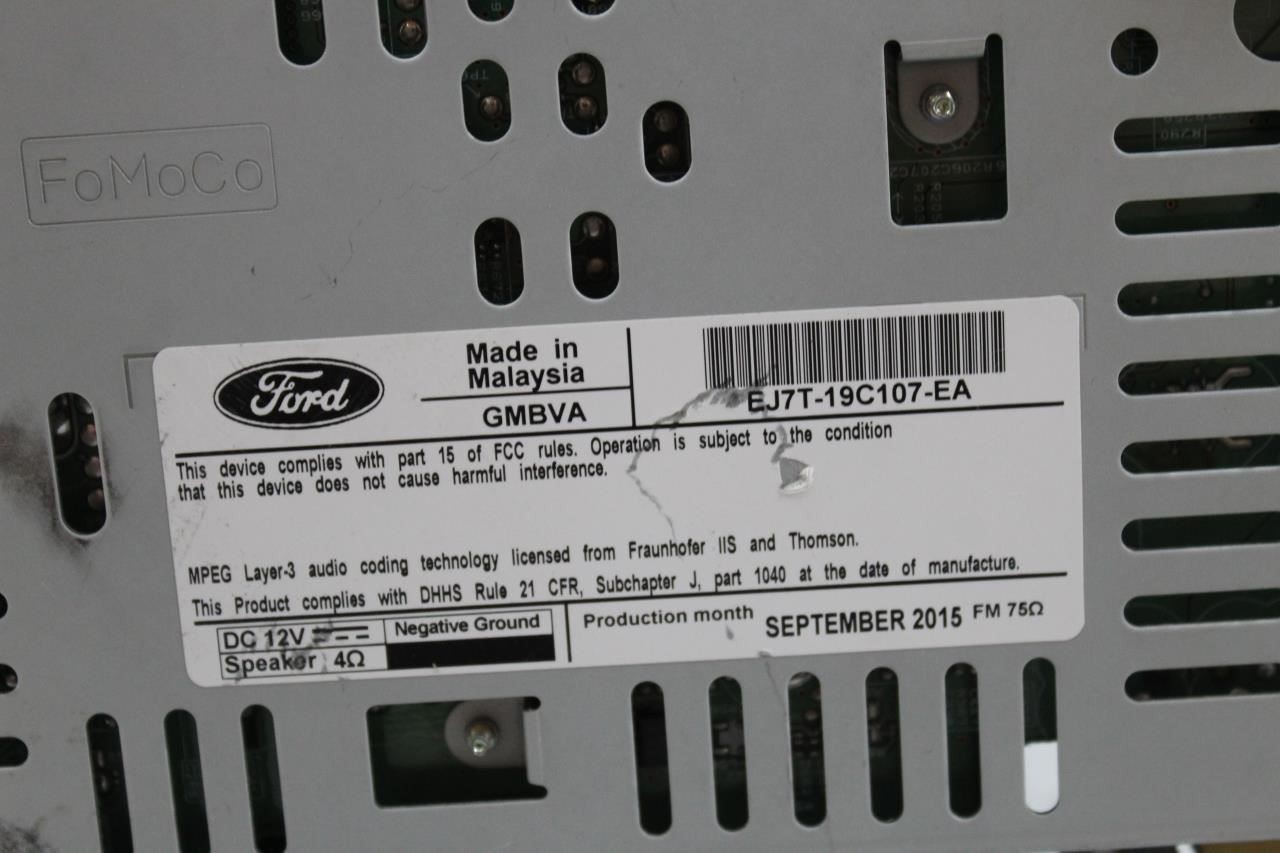 FoMoCo
R290
Ford
Made in
Malaysia
GMBVA
EJ7T-19C107-EA
This device complies with part 15 of FCC rules. Operation is subject to the condition
that this device does not cause harmful interference.
MPEG Layer-3 audio coding technology licensed from Fraunhofer IIS and Thomson.
This Product complies with DHHS Rule 21 CFR, Subchapter J, part 1040 at the date of manufacture.
DC 12V
Negative Ground
Speaker 4Ω
Production month SEPTEMBER 2015 FM 75Ω